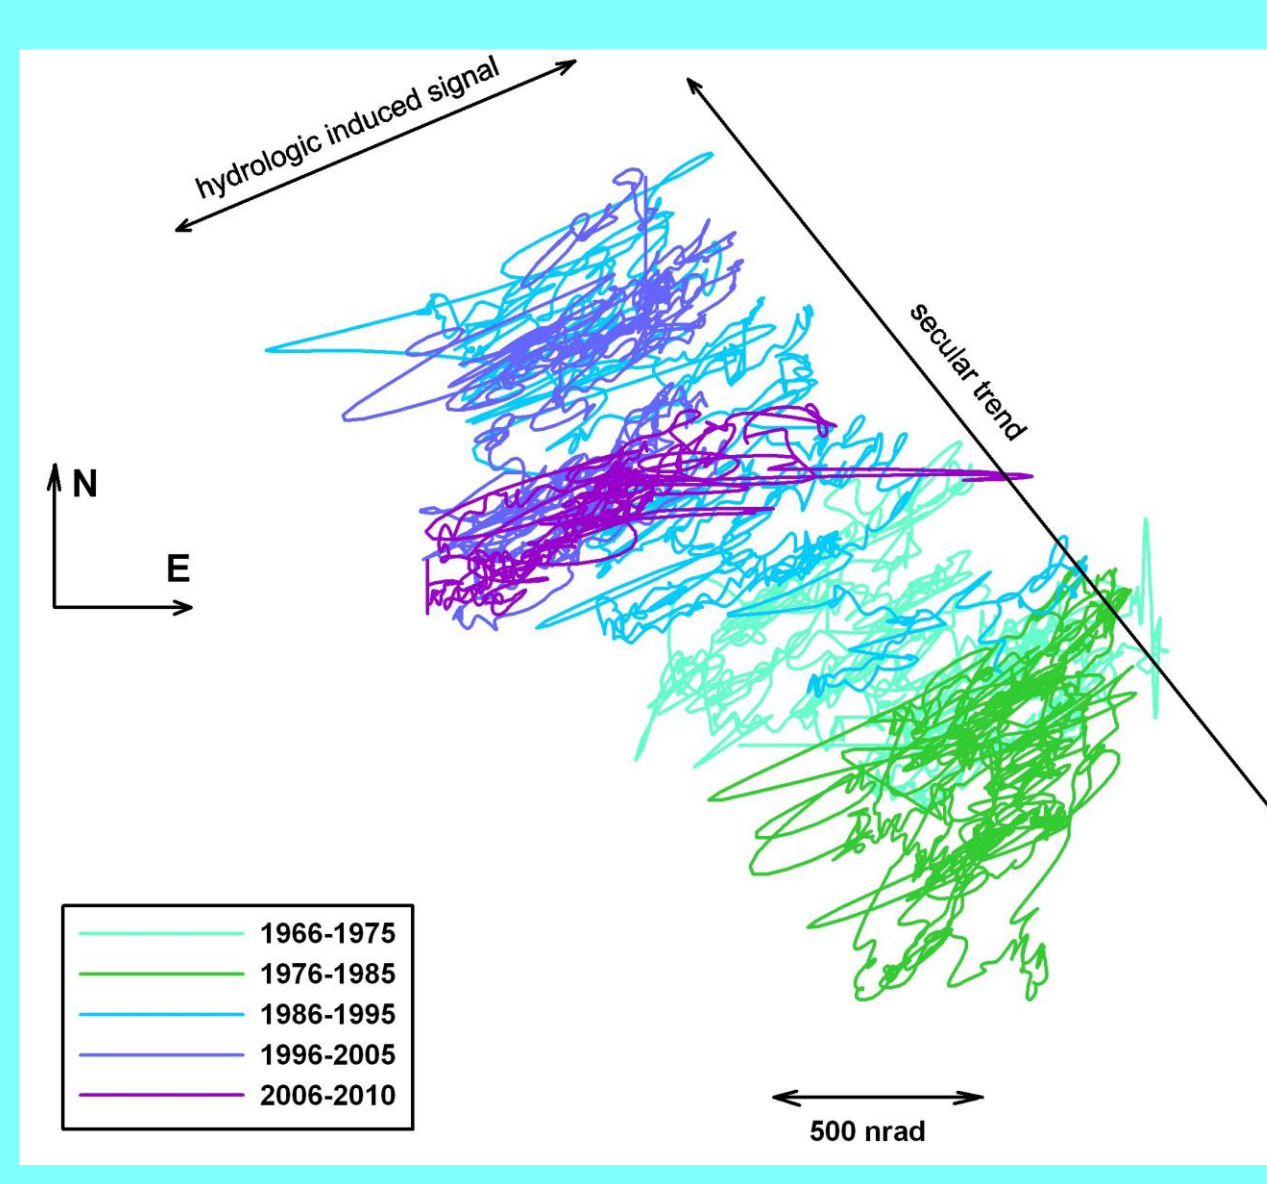 hydrologic induced signal
secular trend
N
E
1966-1975
1976-1985
1986-1995
1996-2005
2006-2010
500 nrad